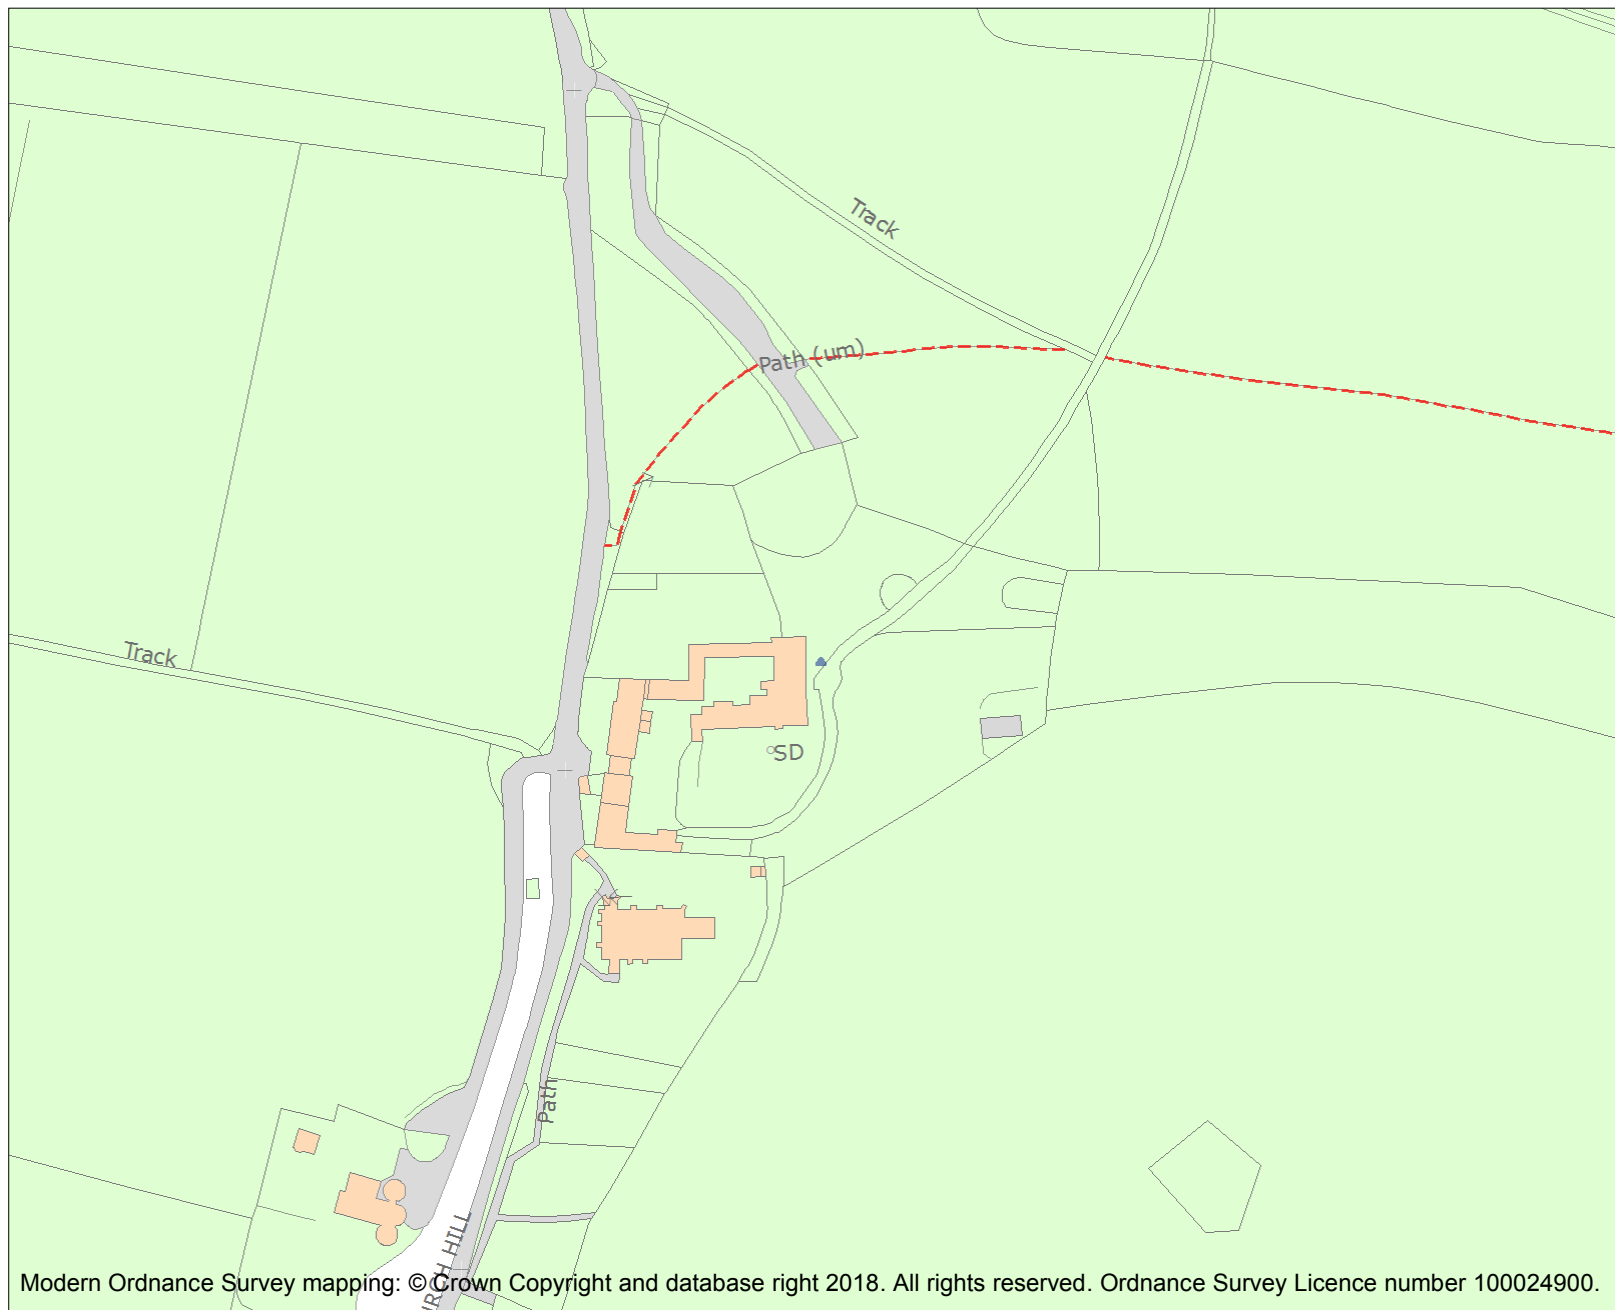 Track
Path (um)
Track
SD
Path
HILL
Modern Ordnance Survey mapping: © Crown Copyright and database right 2018. All rights reserved. Ordnance Survey Licence number 100024900.